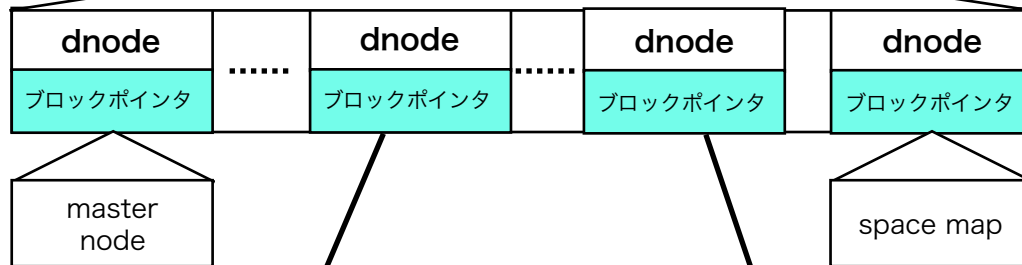 dnode ...... dnode ...... dnode dnode
ブロックポインタ ブロックポインタ ブロックポインタ ブロックポインタ
master
node
space map